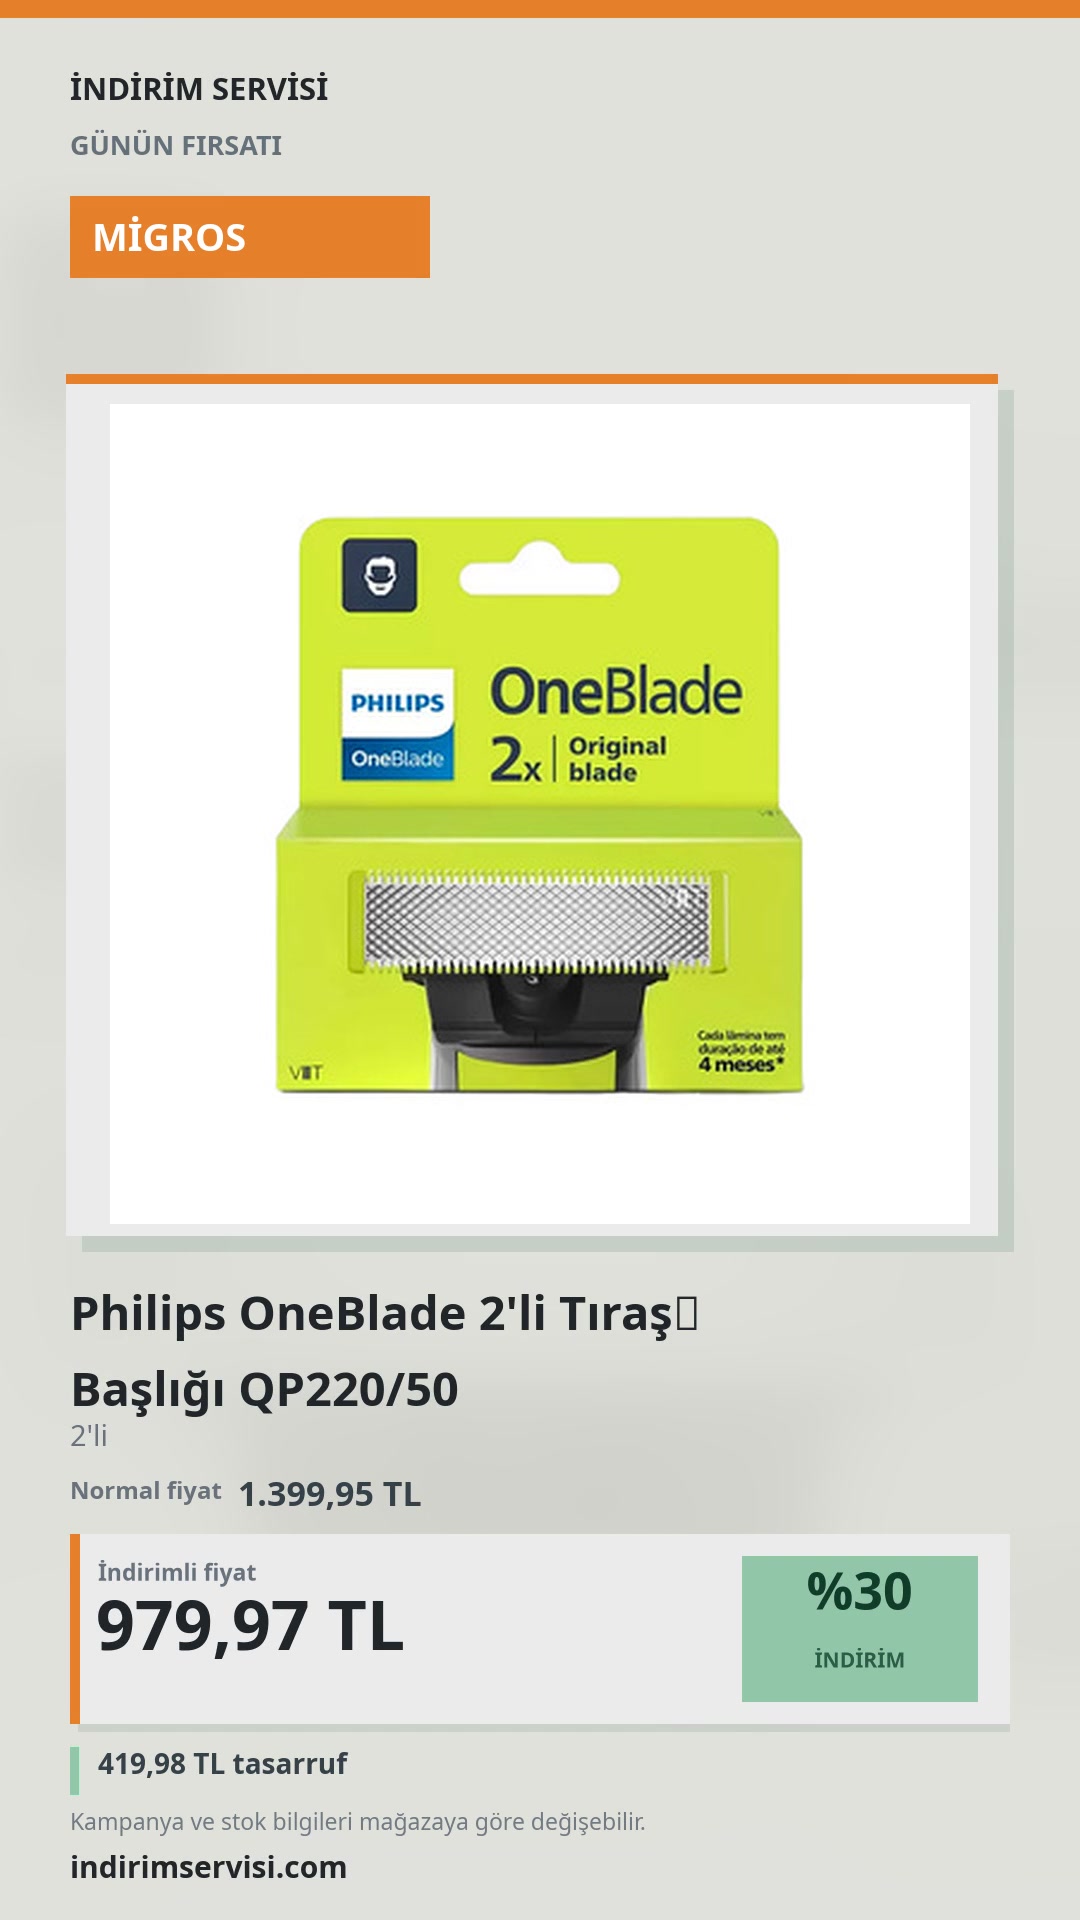 İNDİRİM SERVİSİ
GÜNÜN FIRSATI
MİGROS
PHILIPS
OneBlade
OneBlade
2x
Original
blade
Cada lâmina tem
duração de até
4 meses*
Philips OneBlade 2'li Tıraş
Başlığı QP220/50
2'li
Normal fiyat 1.399,95 TL
İndirimli fiyat
979,97 TL
%30
İNDİRİM
419,98 TL tasarruf
Kampanya ve stok bilgileri mağazaya göre değişebilir.
indirimservisi.com